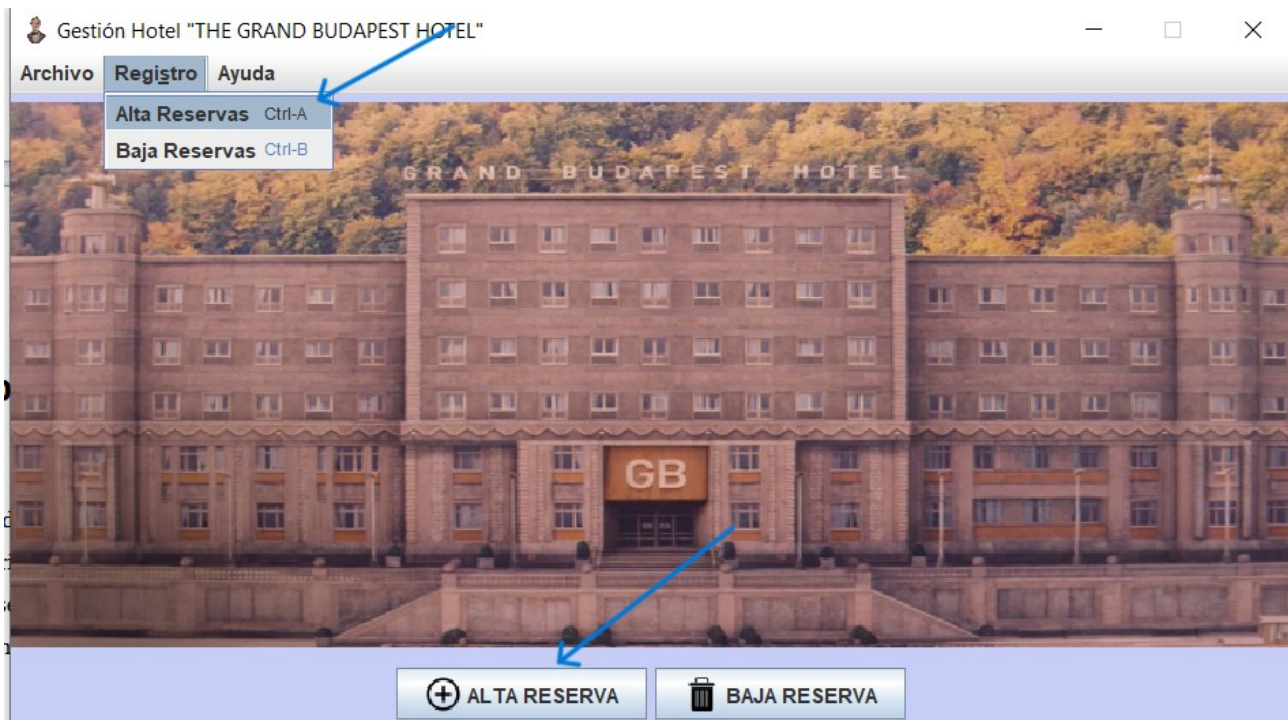 Gestión Hotel "THE GRAND BUDAPEST HOTEL"
Archivo Registro Ayuda
Alta Reservas Ctrl-A
Baja Reservas Ctrl-B
GRAND BUDAPEST HOTEL
GB
ALTA RESERVA BAJA RESERVA